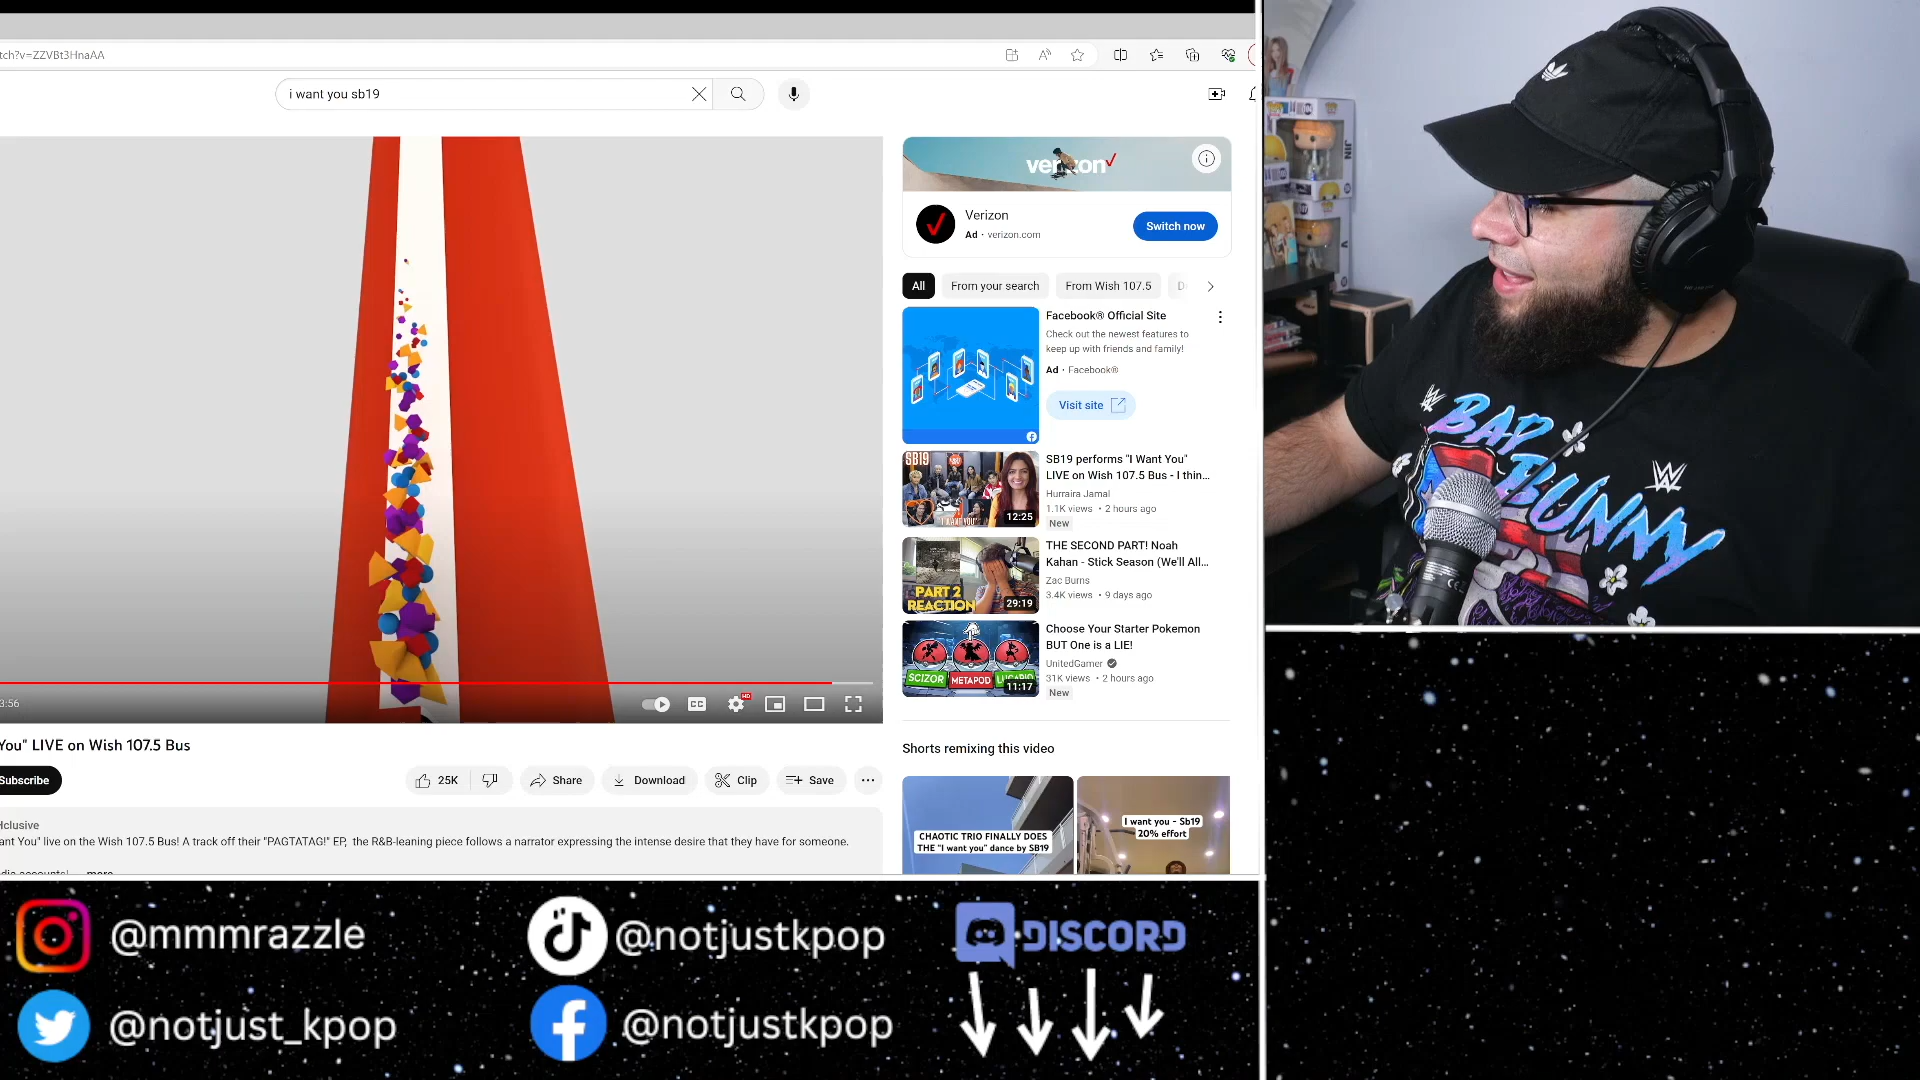 tch?v=ZZVBt3HnaAA
i want you sb19
verizon
Verizon
Ad · verizon.com
Switch now
All
From your search
From Wish 107.5
Facebook® Official Site
Check out the newest features to
keep up with friends and family!
Ad · Facebook®
Visit site
SB19
12:25
SB19 performs "I Want You"
LIVE on Wish 107.5 Bus - I thin...
Hurraira Jamal
1.1K views • 2 hours ago
New
PART 2
REACTION
29:19
THE SECOND PART! Noah
Kahan - Stick Season (We'll All...
Zac Burns
3.4K views • 9 days ago
SCIZOR
METAPOD
LUCARIO
11:17
Choose Your Starter Pokemon
BUT One is a LIE!
UnitedGamer
31K views • 2 hours ago
New
3:56
CC
HD
You" LIVE on Wish 107.5 Bus
Subscribe
25K
Share
Download
Clip
Save
Shorts remixing this video
Hclusive
ant You" live on the Wish 107.5 Bus! A track off their "PAGTATAG!" EP, the R&B-leaning piece follows a narrator expressing the intense desire that they have for someone.
CHAOTIC TRIO FINALLY DOES
THE "I want you" dance by SB19
I want you - Sb19
20% effort
JIN
V
BAD
BUNNY
@mmmrazzle
@notjustkpop
DISCORD
@notjust_kpop
@notjustkpop